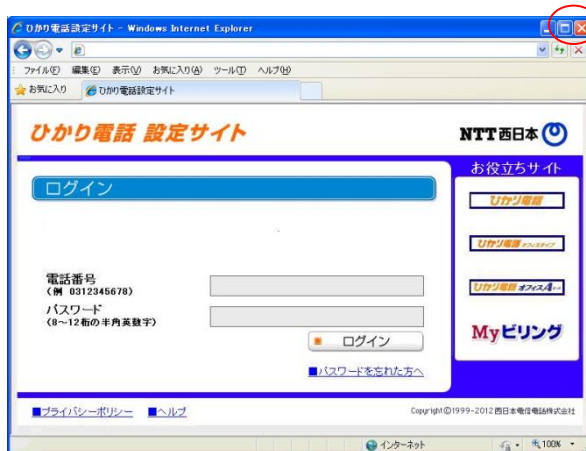 ひかり電話設定サイト - Windows Internet Explorer
ファイル(F) 編集(E) 表示(V) お気に入り(A) ツール(T) ヘルプ(H)
お気に入り ひかり電話設定サイト
ひかり電話 設定サイト
NTT西日本
お役立ちサイト
ログイン
ひかり電話
ひかり電話 オフィスタイプ
電話番号
(例 0312345678)
ひかり電話 オフィスA
パスワード
(8～12桁の半角英数字)
Myビリング
ログイン
■パスワードを忘れた方へ
■プライバシーポリシー ■ヘルプ
Copyright©1999-2012 西日本電信電話株式会社
インターネット 100%